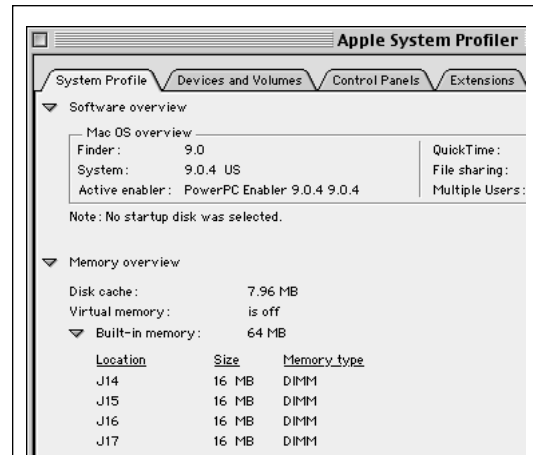 Apple System Profiler
System Profile Devices and Volumes Control Panels Extensions
Software overview
Mac OS overview
Finder: 9.0 QuickTime:
System: 9.0.4 US File sharing:
Active enabler: PowerPC Enabler 9.0.4 9.0.4 Multiple Users:
Note: No startup disk was selected.
Memory overview
Disk cache: 7.96 MB
Virtual memory: is off
Built-in memory: 64 MB
Location Size Memory type
J14 16 MB DIMM
J15 16 MB DIMM
J16 16 MB DIMM
J17 16 MB DIMM